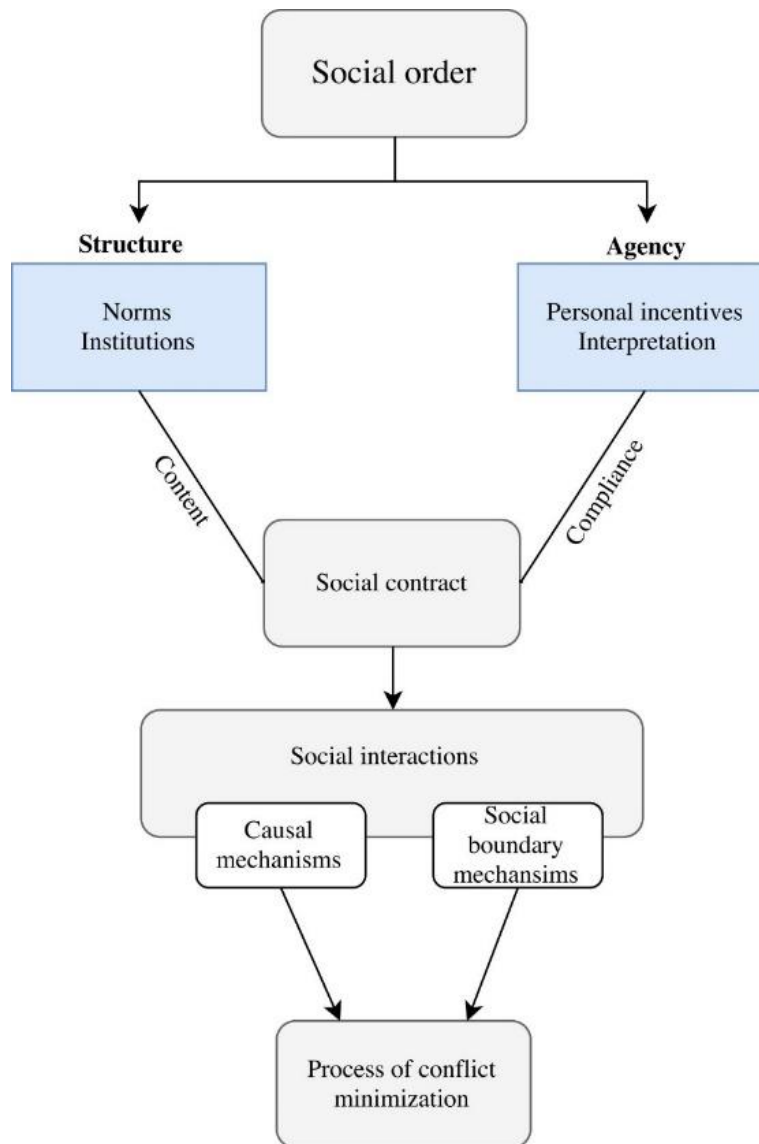 Social order
Structure
Agency
Norms
Institutions
Personal incentives
Interpretation
Content
Compliance
Social contract
Social interactions
Causal
mechanisms
Social
boundary
mechansims
Process of conflict
minimization